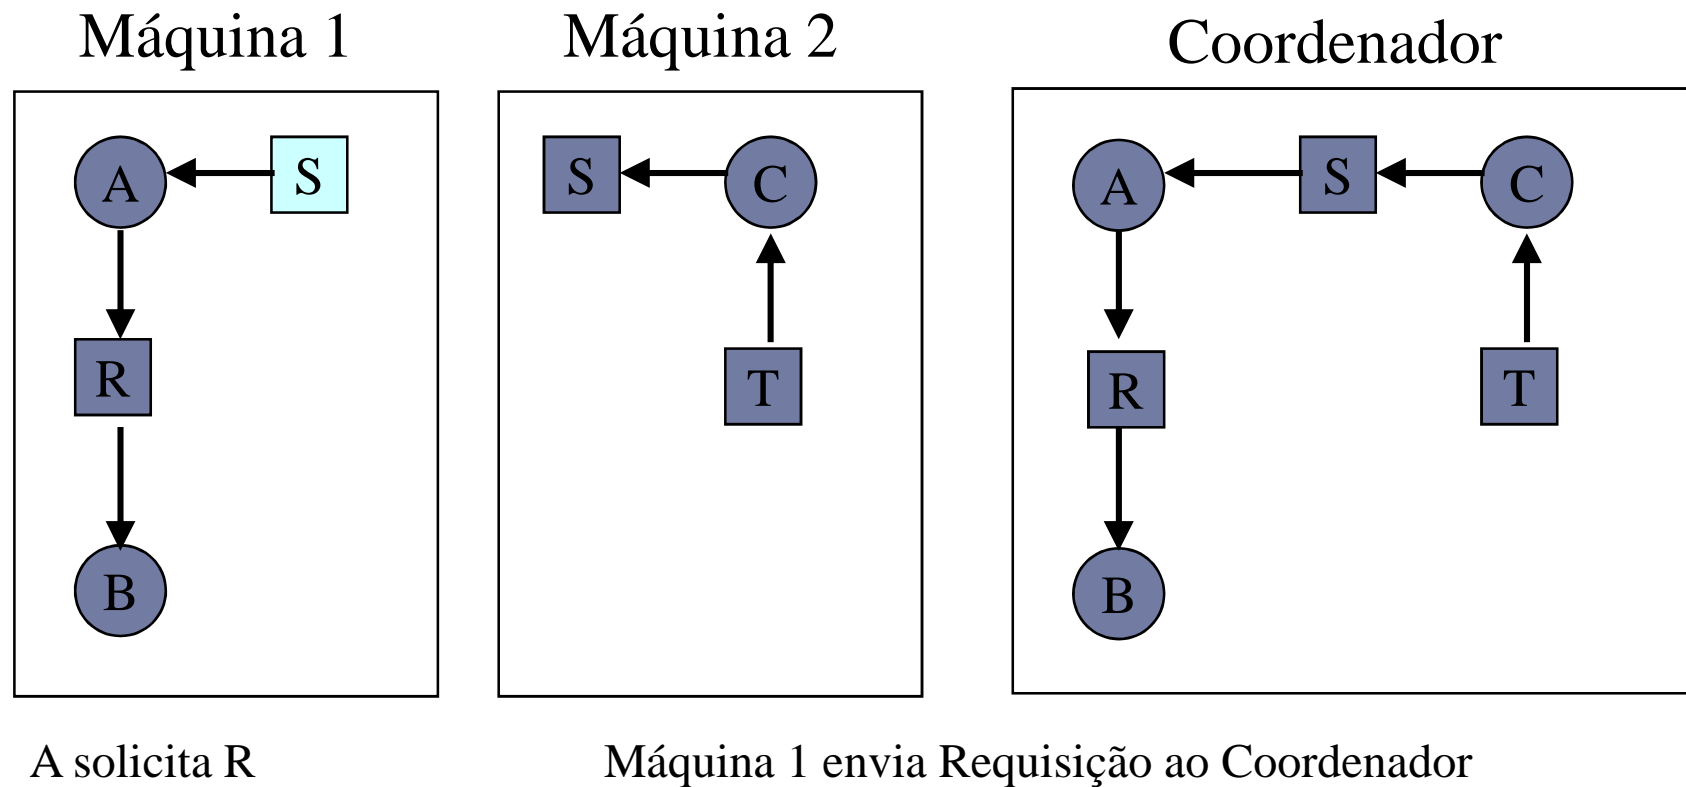 Máquina 1
Máquina 2
Coordenador
A
S
R
B
S
C
T
A
S
C
R
T
B
A solicita R
Máquina 1 envia Requisição ao Coordenador